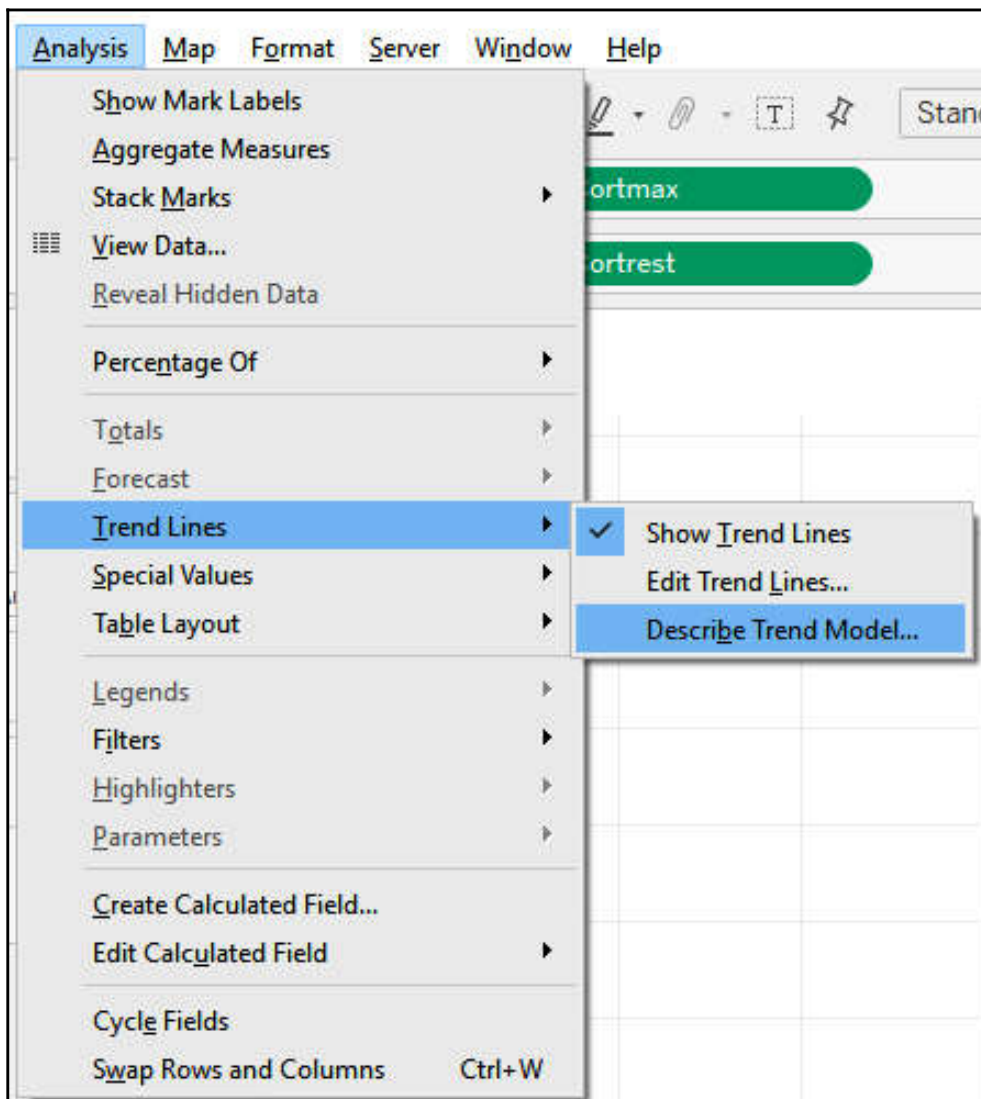 Analysis Map Format Server Window Help
Show Mark Labels
T
Stan
Aggregate Measures
ortmax
Stack Marks
View Data...
ortrest
Reveal Hidden Data
Percentage Of
Totals
Forecast
Trend Lines
Show Trend Lines
Special Values
Edit Trend Lines...
Table Layout
Describe Trend Model...
Legends
Filters
Highlighters
Parameters
Create Calculated Field...
Edit Calculated Field
Cycle Fields
Swap Rows and Columns Ctrl+W